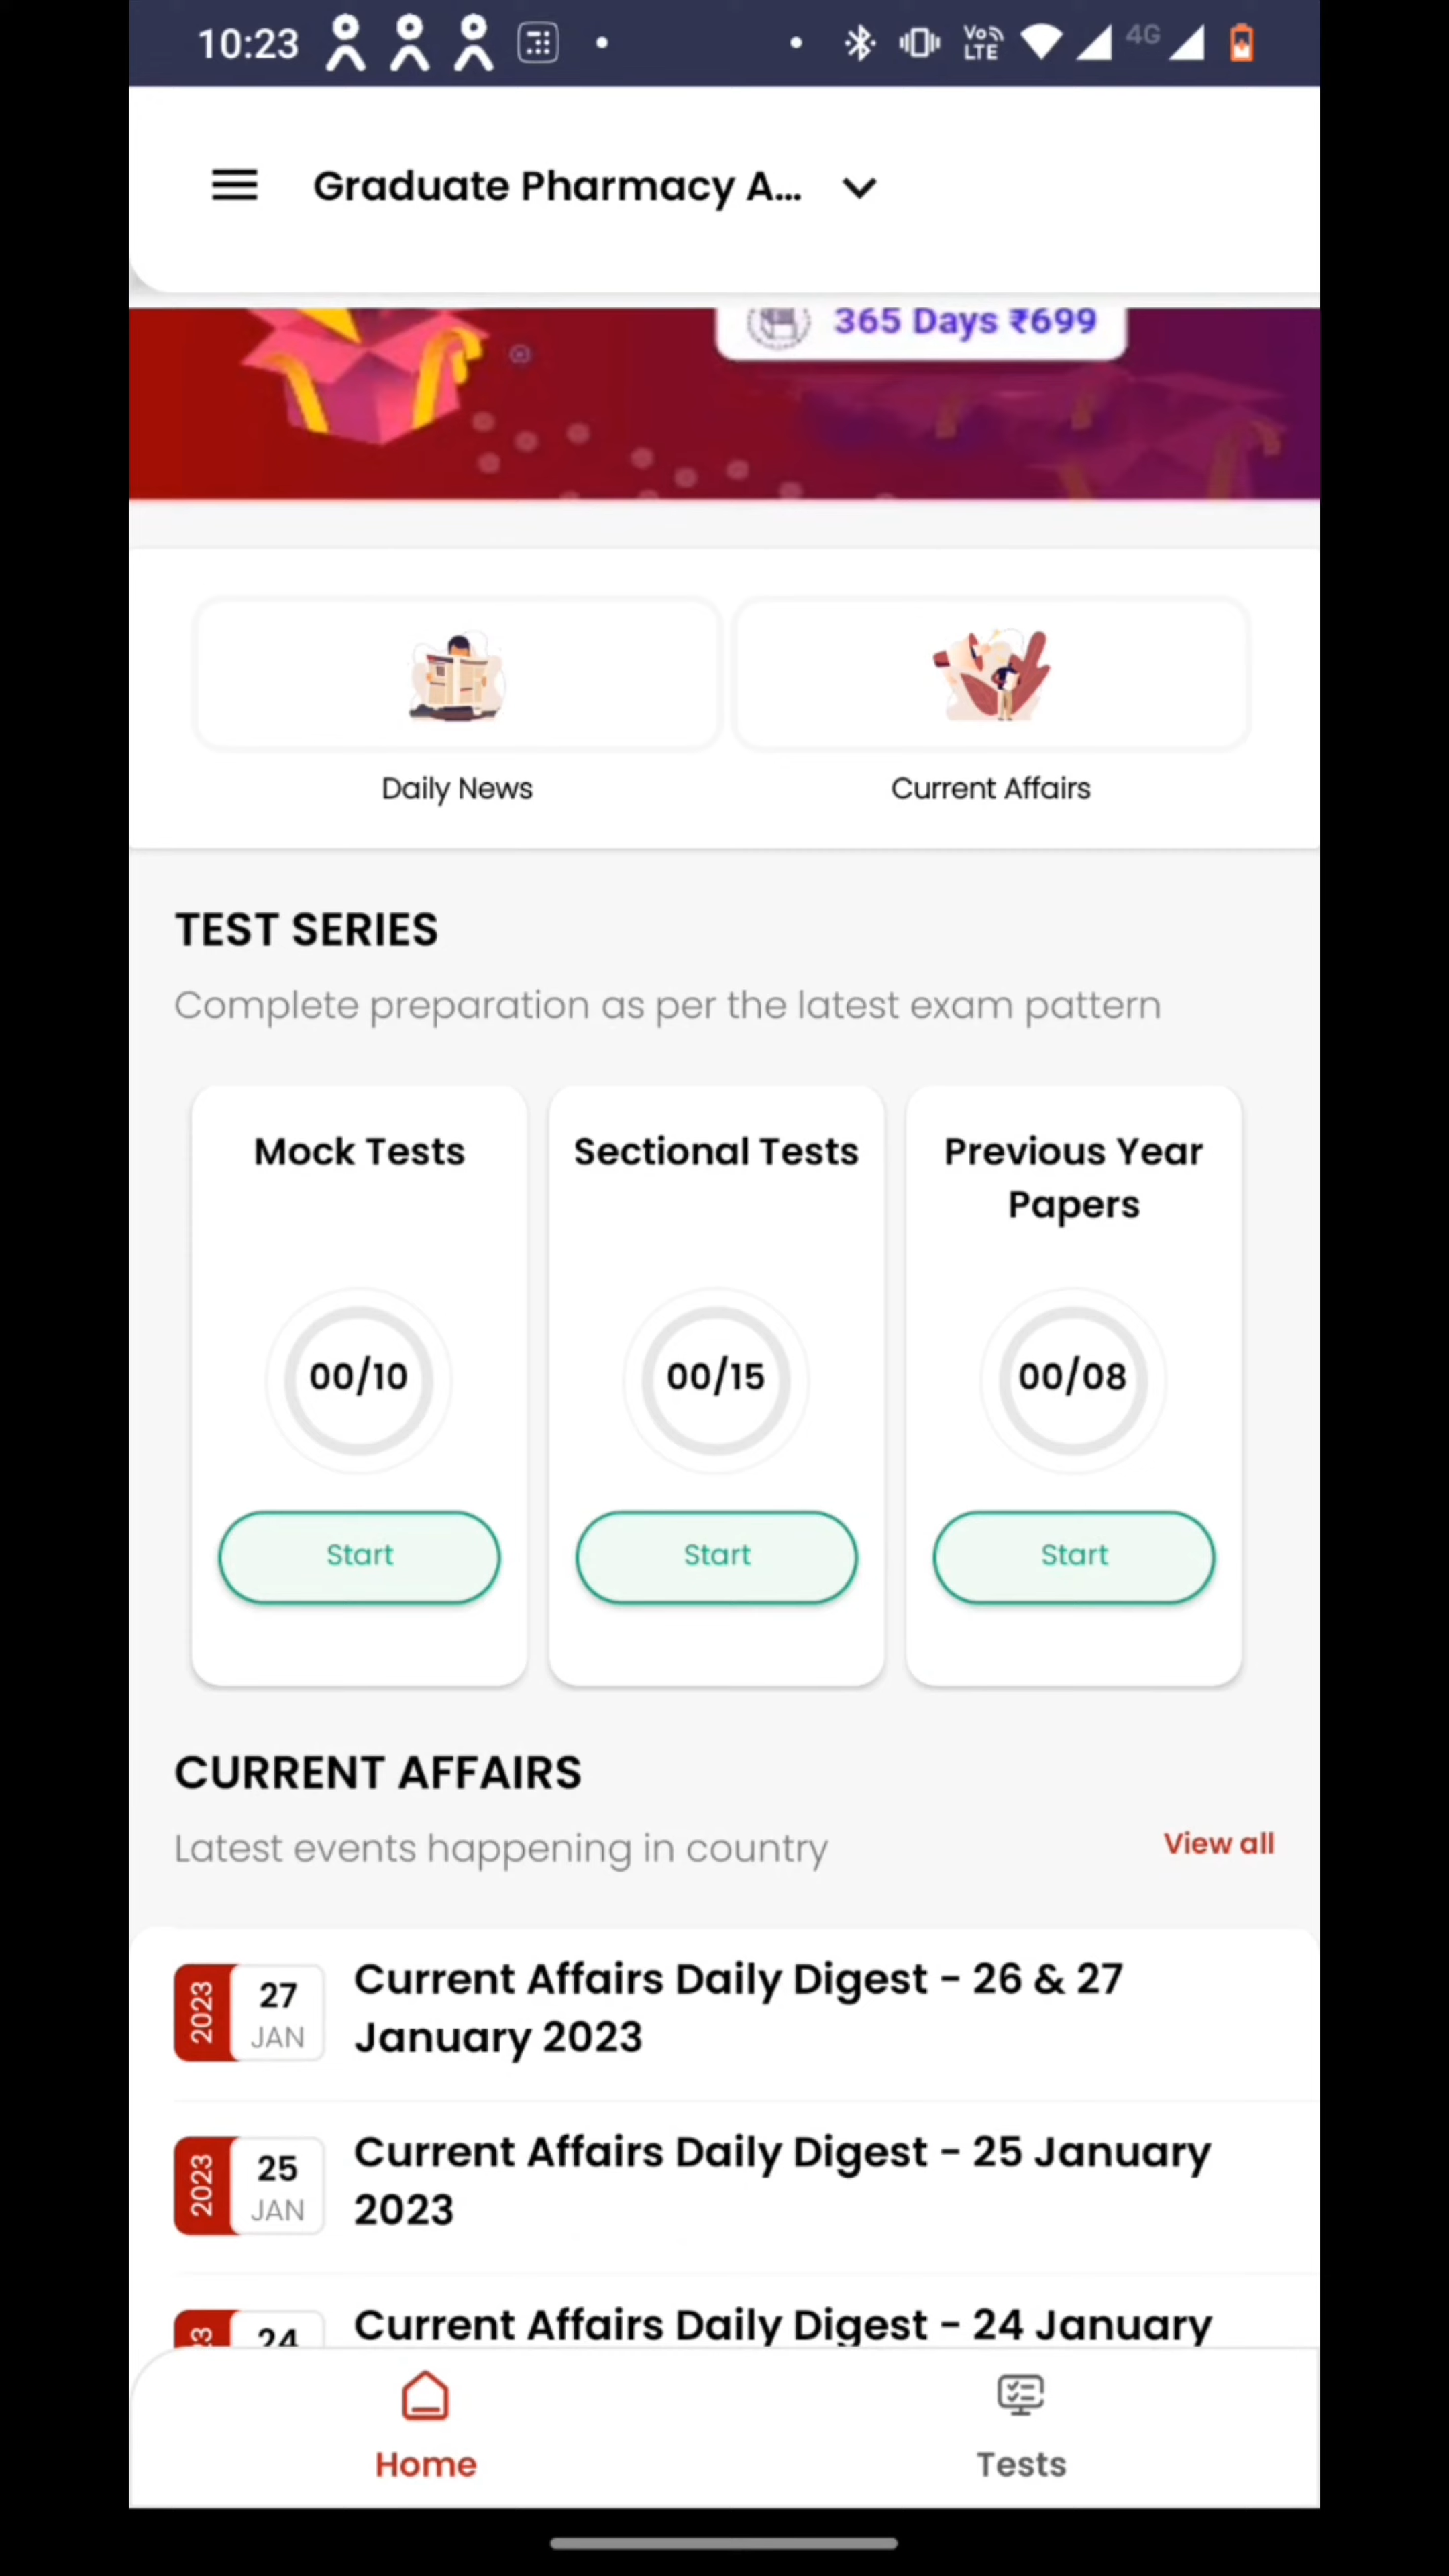 10:23
Vo LTE 4G
Graduate Pharmacy A...
365 Days ₹699
Daily News
Current Affairs
TEST SERIES
Complete preparation as per the latest exam pattern
Mock Tests
Sectional Tests
Previous Year
Papers
00/10
00/15
00/08
Start
Start
Start
CURRENT AFFAIRS
Latest events happening in country
View all
2023
27
JAN
Current Affairs Daily Digest - 26 & 27
January 2023
2023
25
JAN
Current Affairs Daily Digest - 25 January
2023
24
Current Affairs Daily Digest - 24 January
Home
Tests